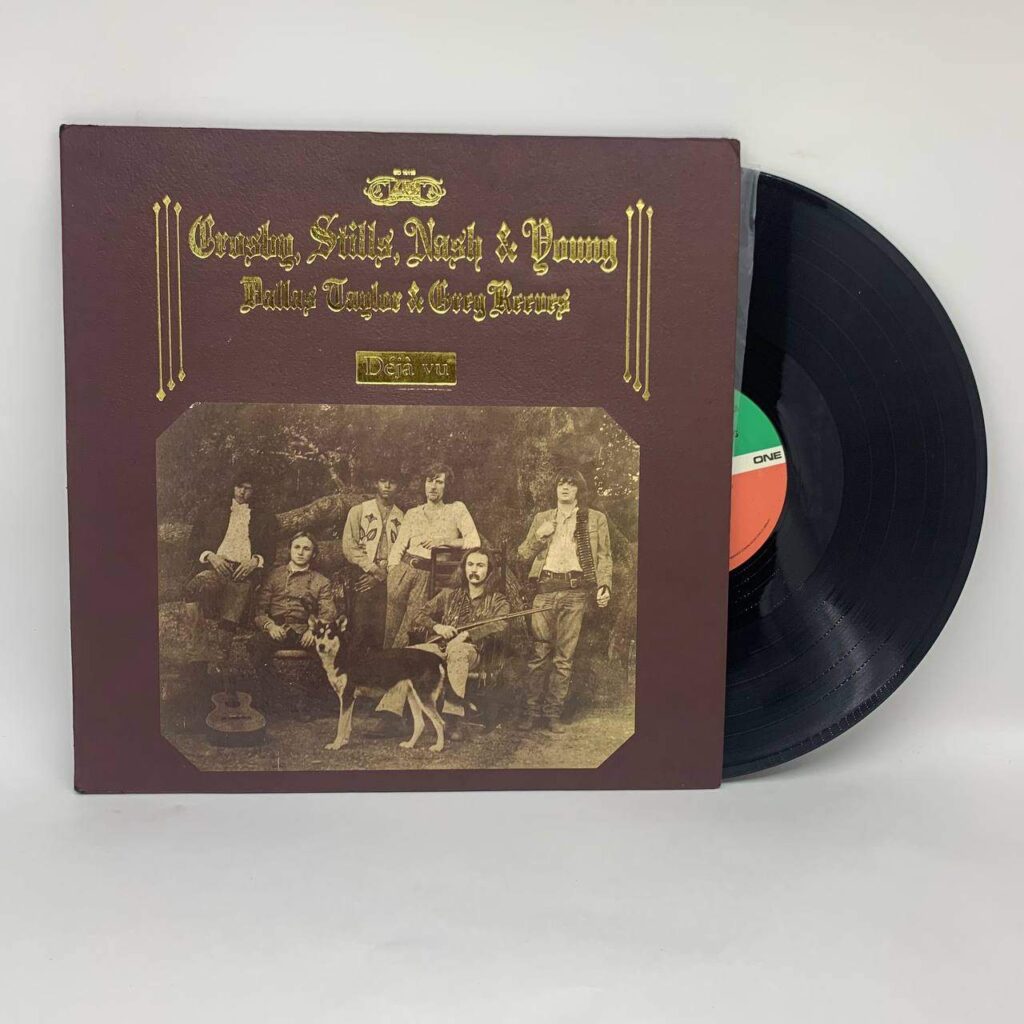 Crosby, Stills, Nash & Young
Dallas Taylor & Greg Reeves
Déjà vu
ONE